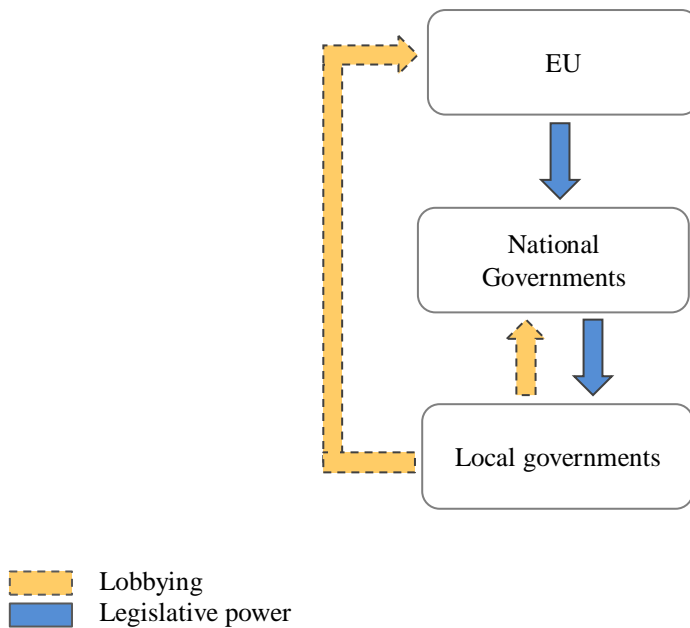 EU
National
Governments
Local governments
Lobbying
Legislative power